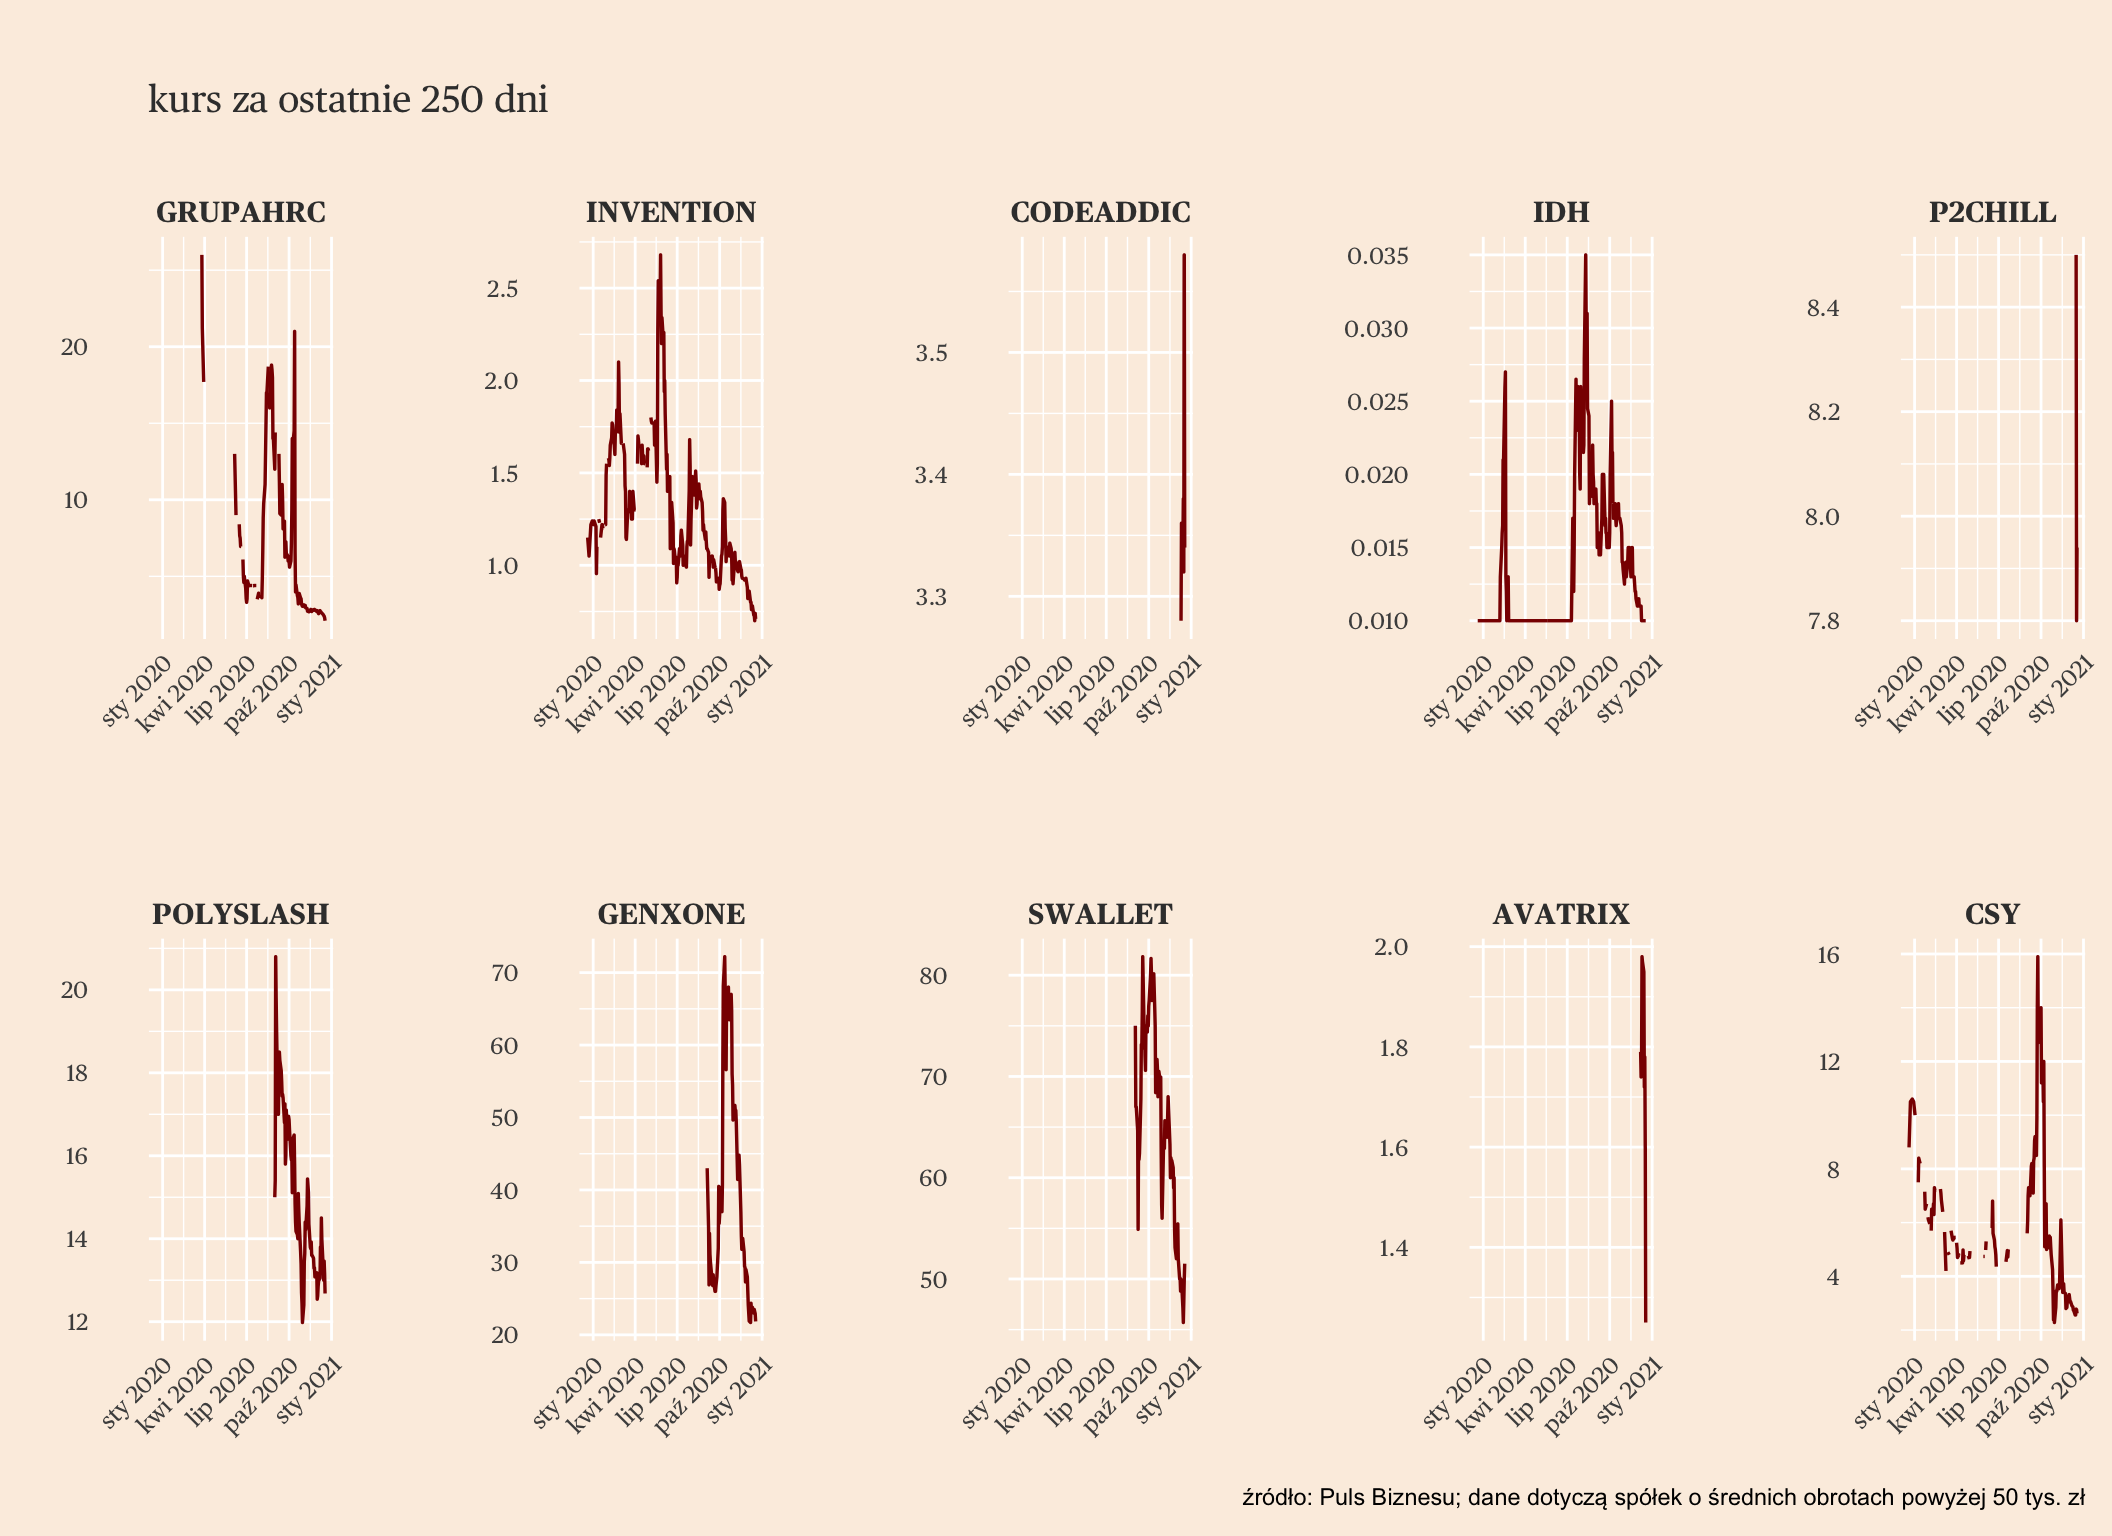 kurs za ostatnie 250 dni
GRUPAHRC
20
10
sty 2020
kwi 2020
lip 2020
paź 2020
sty 2021
INVENTION
2.5
2.0
1.5
1.0
sty 2020
kwi 2020
lip 2020
paź 2020
sty 2021
CODEADDIC
3.5
3.4
3.3
sty 2020
kwi 2020
lip 2020
paź 2020
sty 2021
IDH
0.035
0.030
0.025
0.020
0.015
0.010
sty 2020
kwi 2020
lip 2020
paź 2020
sty 2021
P2CHILL
8.4
8.2
8.0
7.8
sty 2020
kwi 2020
lip 2020
paź 2020
sty 2021
POLYSLASH
20
18
16
14
12
sty 2020
kwi 2020
lip 2020
paź 2020
sty 2021
GENXONE
70
60
50
40
30
20
sty 2020
kwi 2020
lip 2020
paź 2020
sty 2021
SWALLET
80
70
60
50
sty 2020
kwi 2020
lip 2020
paź 2020
sty 2021
AVATRIX
2.0
1.8
1.6
1.4
sty 2020
kwi 2020
lip 2020
paź 2020
sty 2021
CSY
16
12
8
4
sty 2020
kwi 2020
lip 2020
paź 2020
sty 2021
źródło: Puls Biznesu; dane dotyczą spółek o średnich obrotach powyżej 50 tys. zł